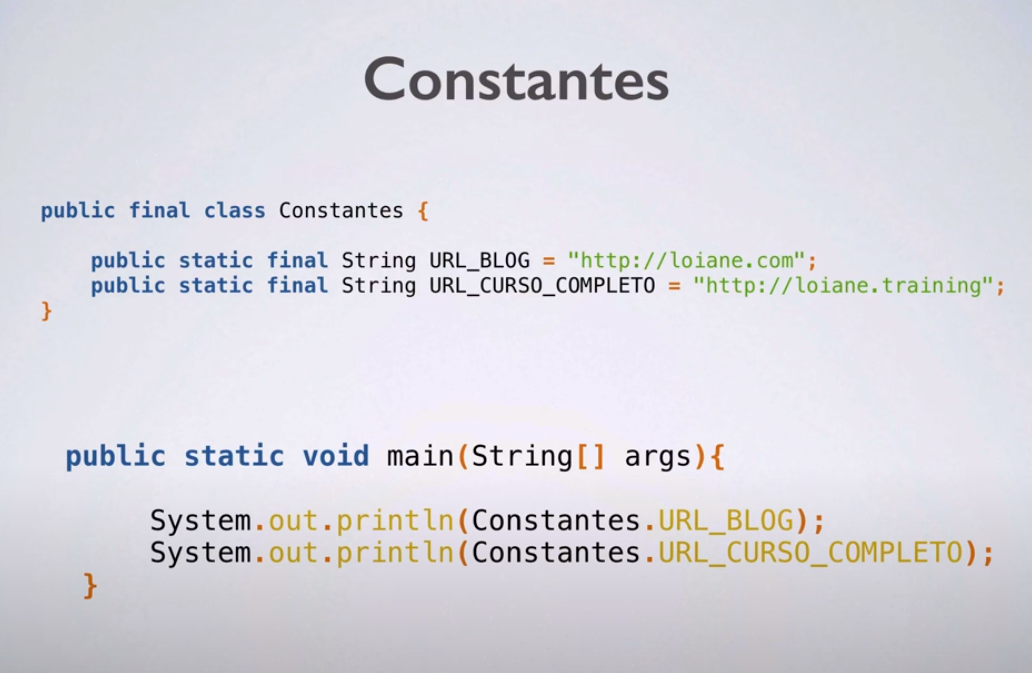 Constantes
public final class Constantes {
public static final String URL_BLOG = "http://loiane.com";
public static final String URL_CURSO_COMPLETO = "http://loiane.training";
}
public static void main(String[] args){
System.out.println(Constantes.URL_BLOG);
System.out.println(Constantes.URL_CURSO_COMPLETO);
}